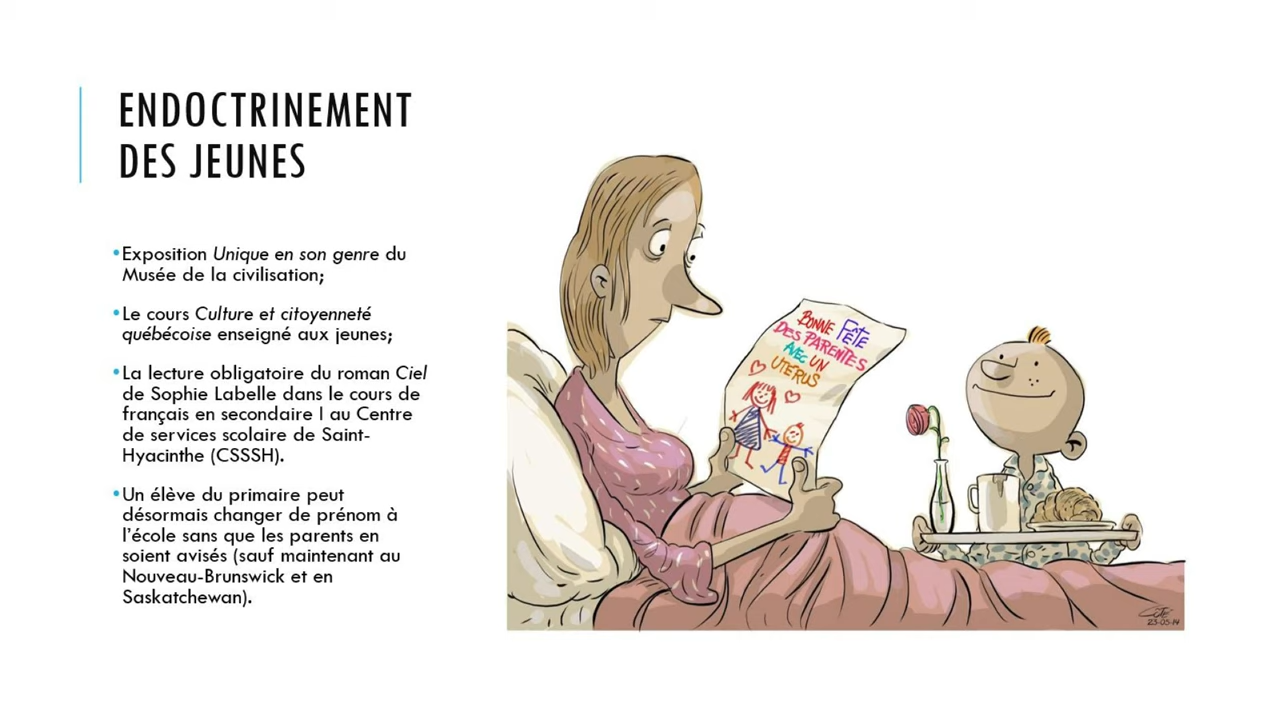 ENDOCTRINEMENT
DES JEUNES
•Exposition Unique en son genre du
Musée de la civilisation;
•Le cours Culture et citoyenneté
québécoise enseigné aux jeunes;
•La lecture obligatoire du roman Ciel
de Sophie Labelle dans le cours de
français en secondaire I au Centre
de services scolaire de Saint-
Hyacinthe (CSSSH).
•Un élève du primaire peut
désormais changer de prénom à
l'école sans que les parents en
soient avisés (sauf maintenant au
Nouveau-Brunswick et en
Saskatchewan).
BONNE FÊTE
DES PARENTES
AVEC UN
UTERUS
CÔTÉ